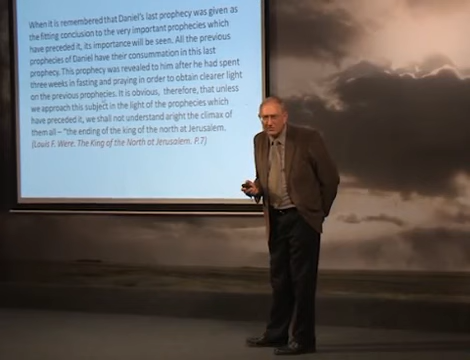 When it is remembered that Daniel's last prophecy was given as
the fitting conclusion to the very important prophecies which
have preceded it, its importance will be seen. All the previous
prophecies of Daniel have their consummation in this last
prophecy. This prophecy was revealed to him after he had spent
three weeks in fasting and praying in order to obtain clearer light
on the previous prophecies. It is obvious, therefore, that unless
we approach this subject in the light of the prophecies which
have preceded it, we shall not understand aright the climax of
them all – "the ending of the king of the north at Jerusalem.
(Louis F. Were. The King of the North at Jerusalem. P.7)